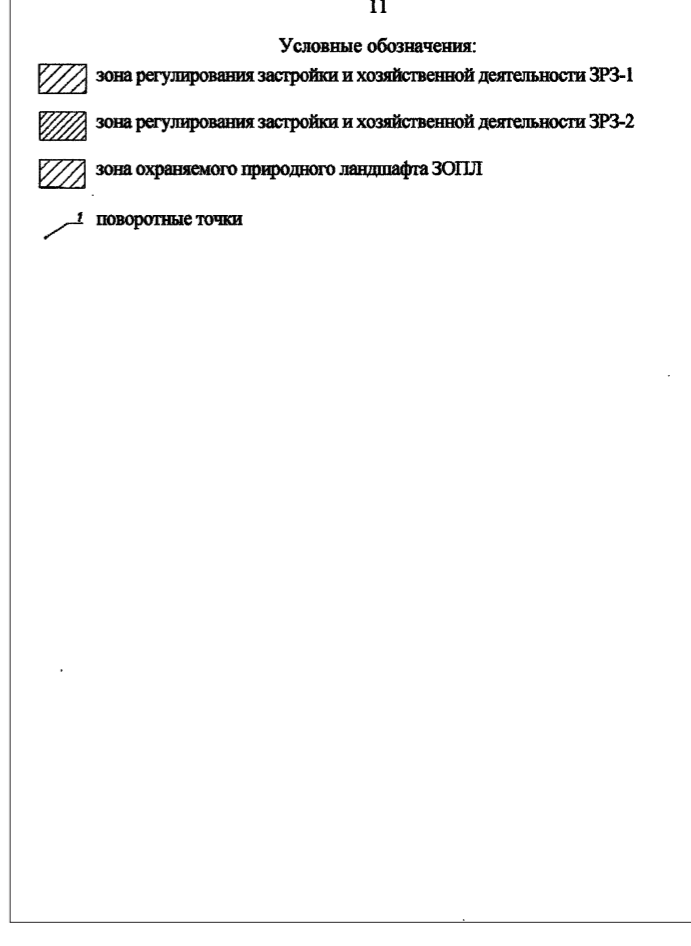 11
Условные обозначения:
зона регулирования застройки и хозяйственной деятельности ЗРЗ-1
зона регулирования застройки и хозяйственной деятельности ЗРЗ-2
зона охраняемого природного ландшафта ЗОПЛ
1 поворотные точки